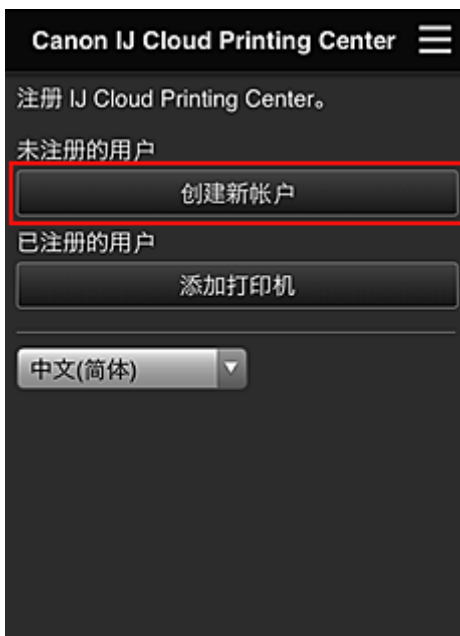 Canon IJ Cloud Printing Center
注册 IJ Cloud Printing Center。
未注册的用户
创建新帐户
已注册的用户
添加打印机
中文(简体)